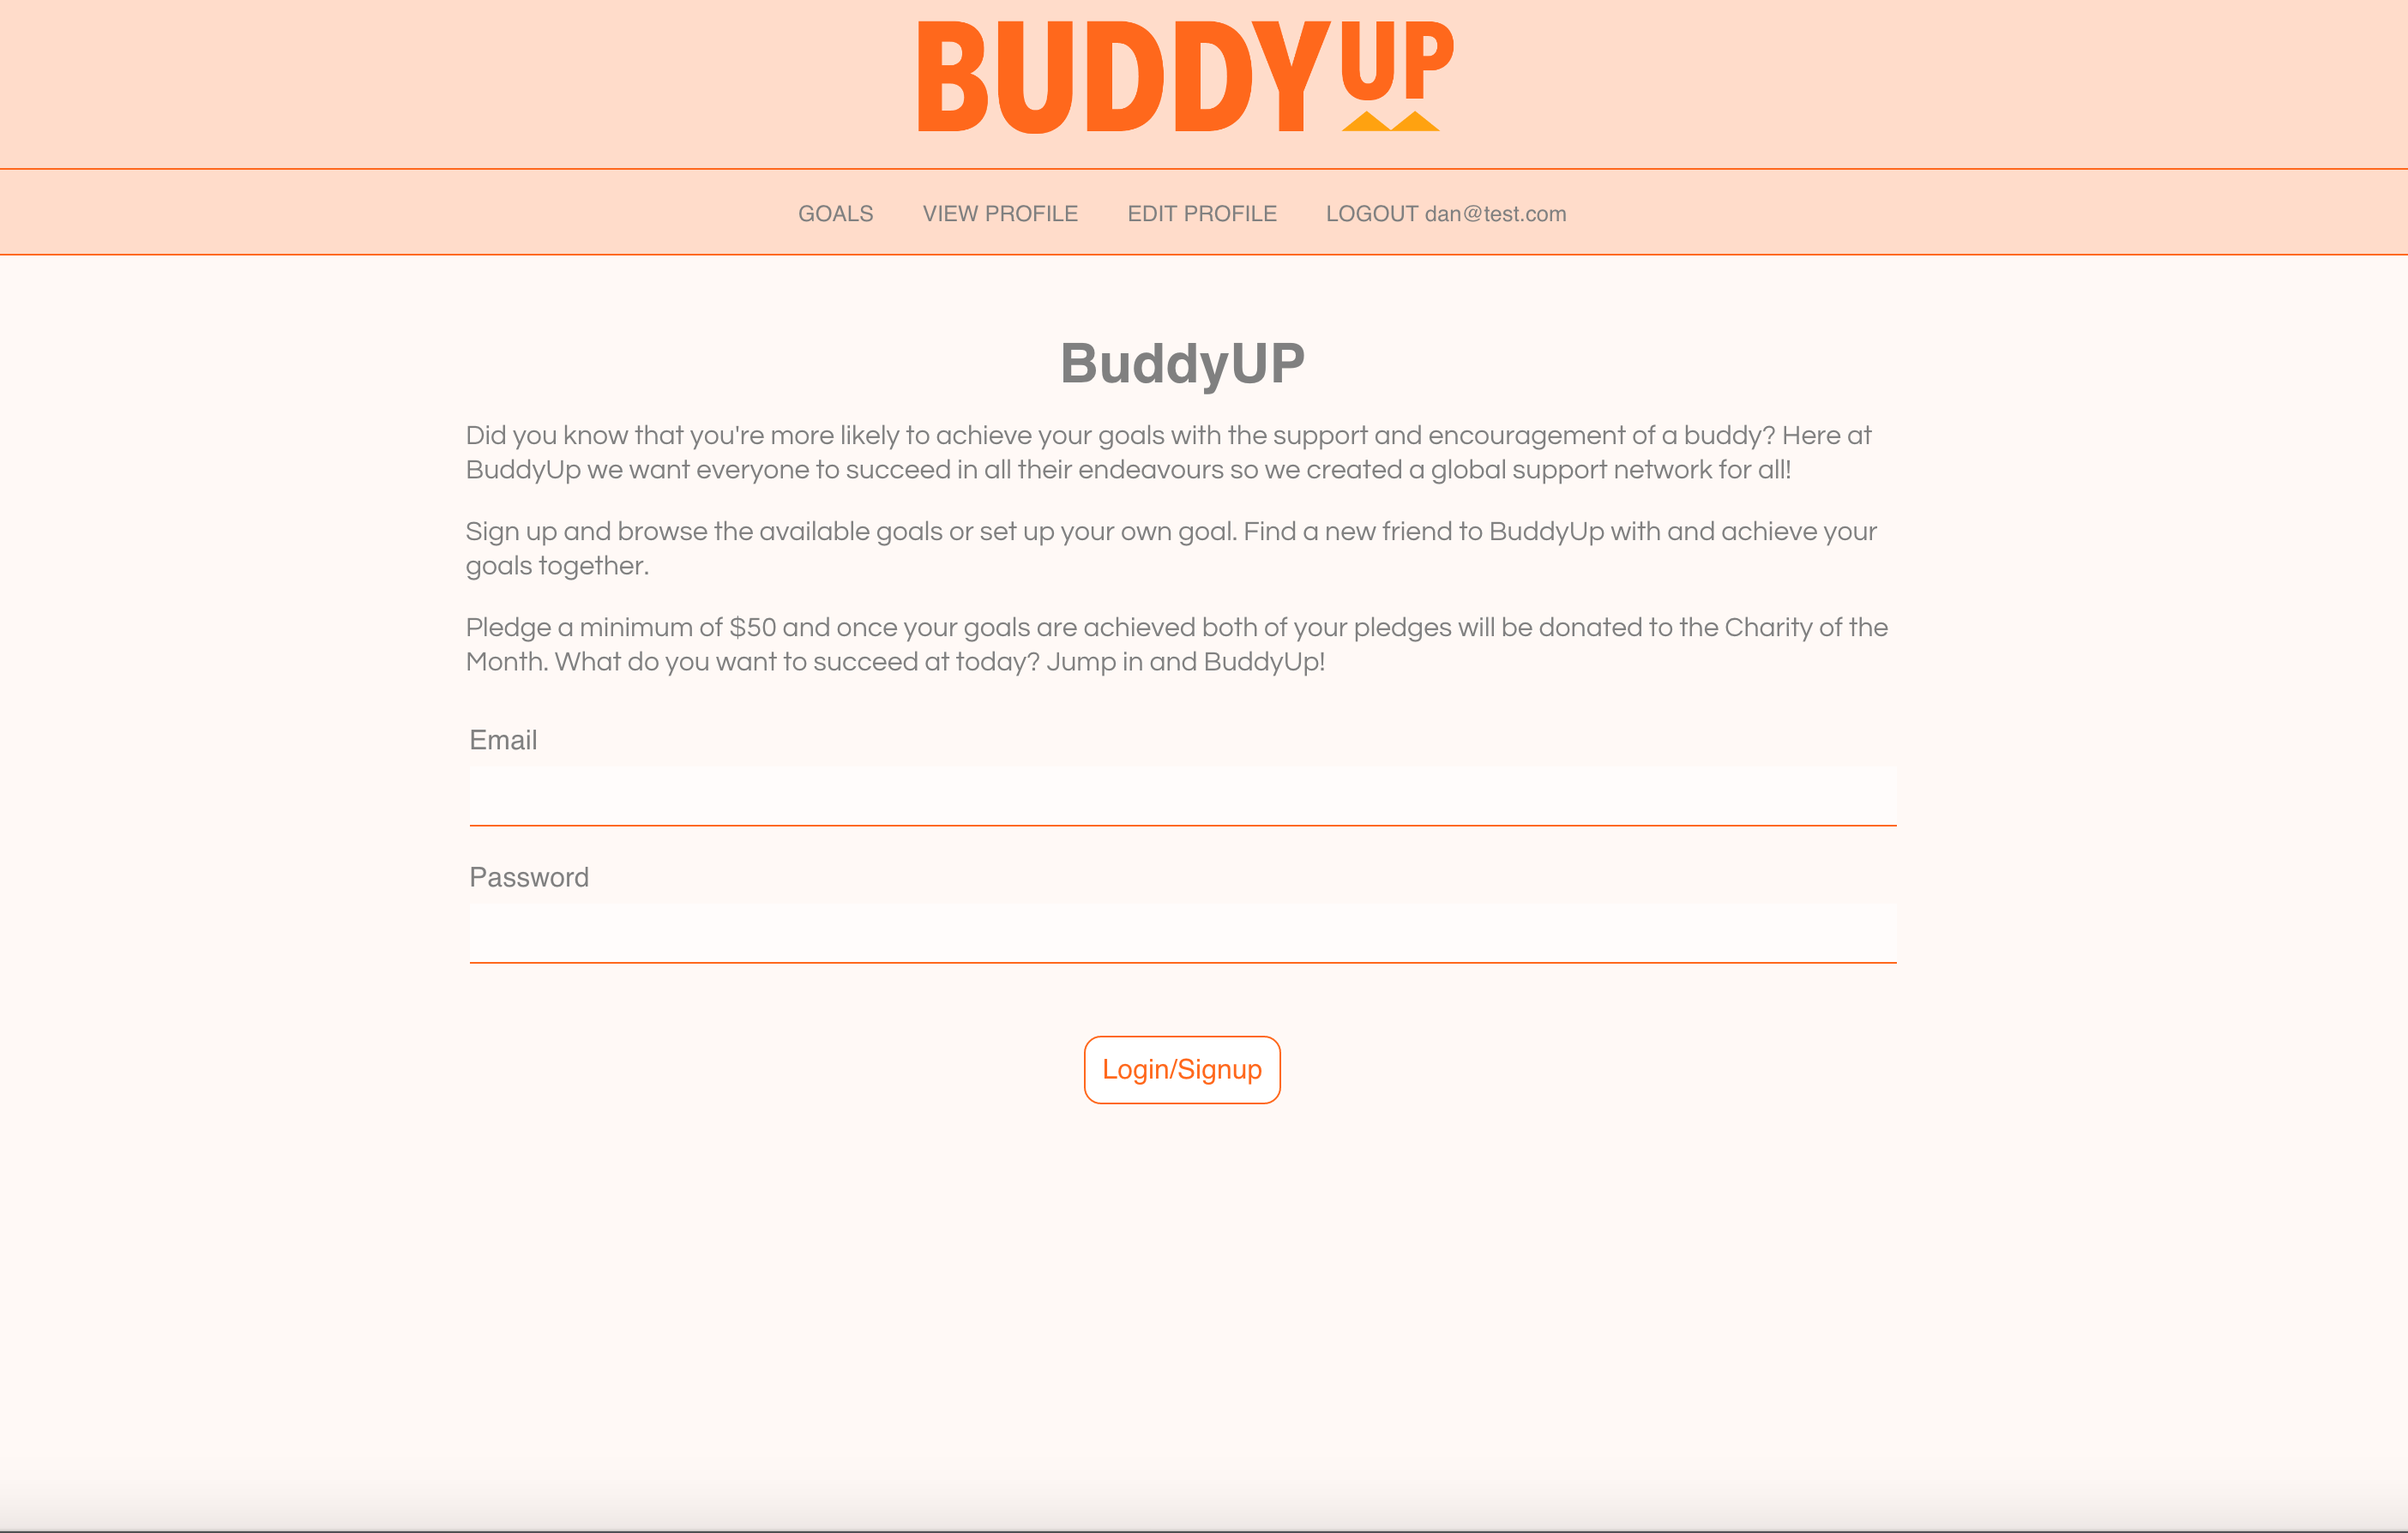 BUDDYUP
GOALS VIEW PROFILE EDIT PROFILE LOGOUT dan@test.com
BuddyUP
Did you know that you're more likely to achieve your goals with the support and encouragement of a buddy? Here at
BuddyUp we want everyone to succeed in all their endeavours so we created a global support network for all!
Sign up and browse the available goals or set up your own goal. Find a new friend to BuddyUp with and achieve your
goals together.
Pledge a minimum of $50 and once your goals are achieved both of your pledges will be donated to the Charity of the
Month. What do you want to succeed at today? Jump in and BuddyUp!
Email
Password
Login/Signup